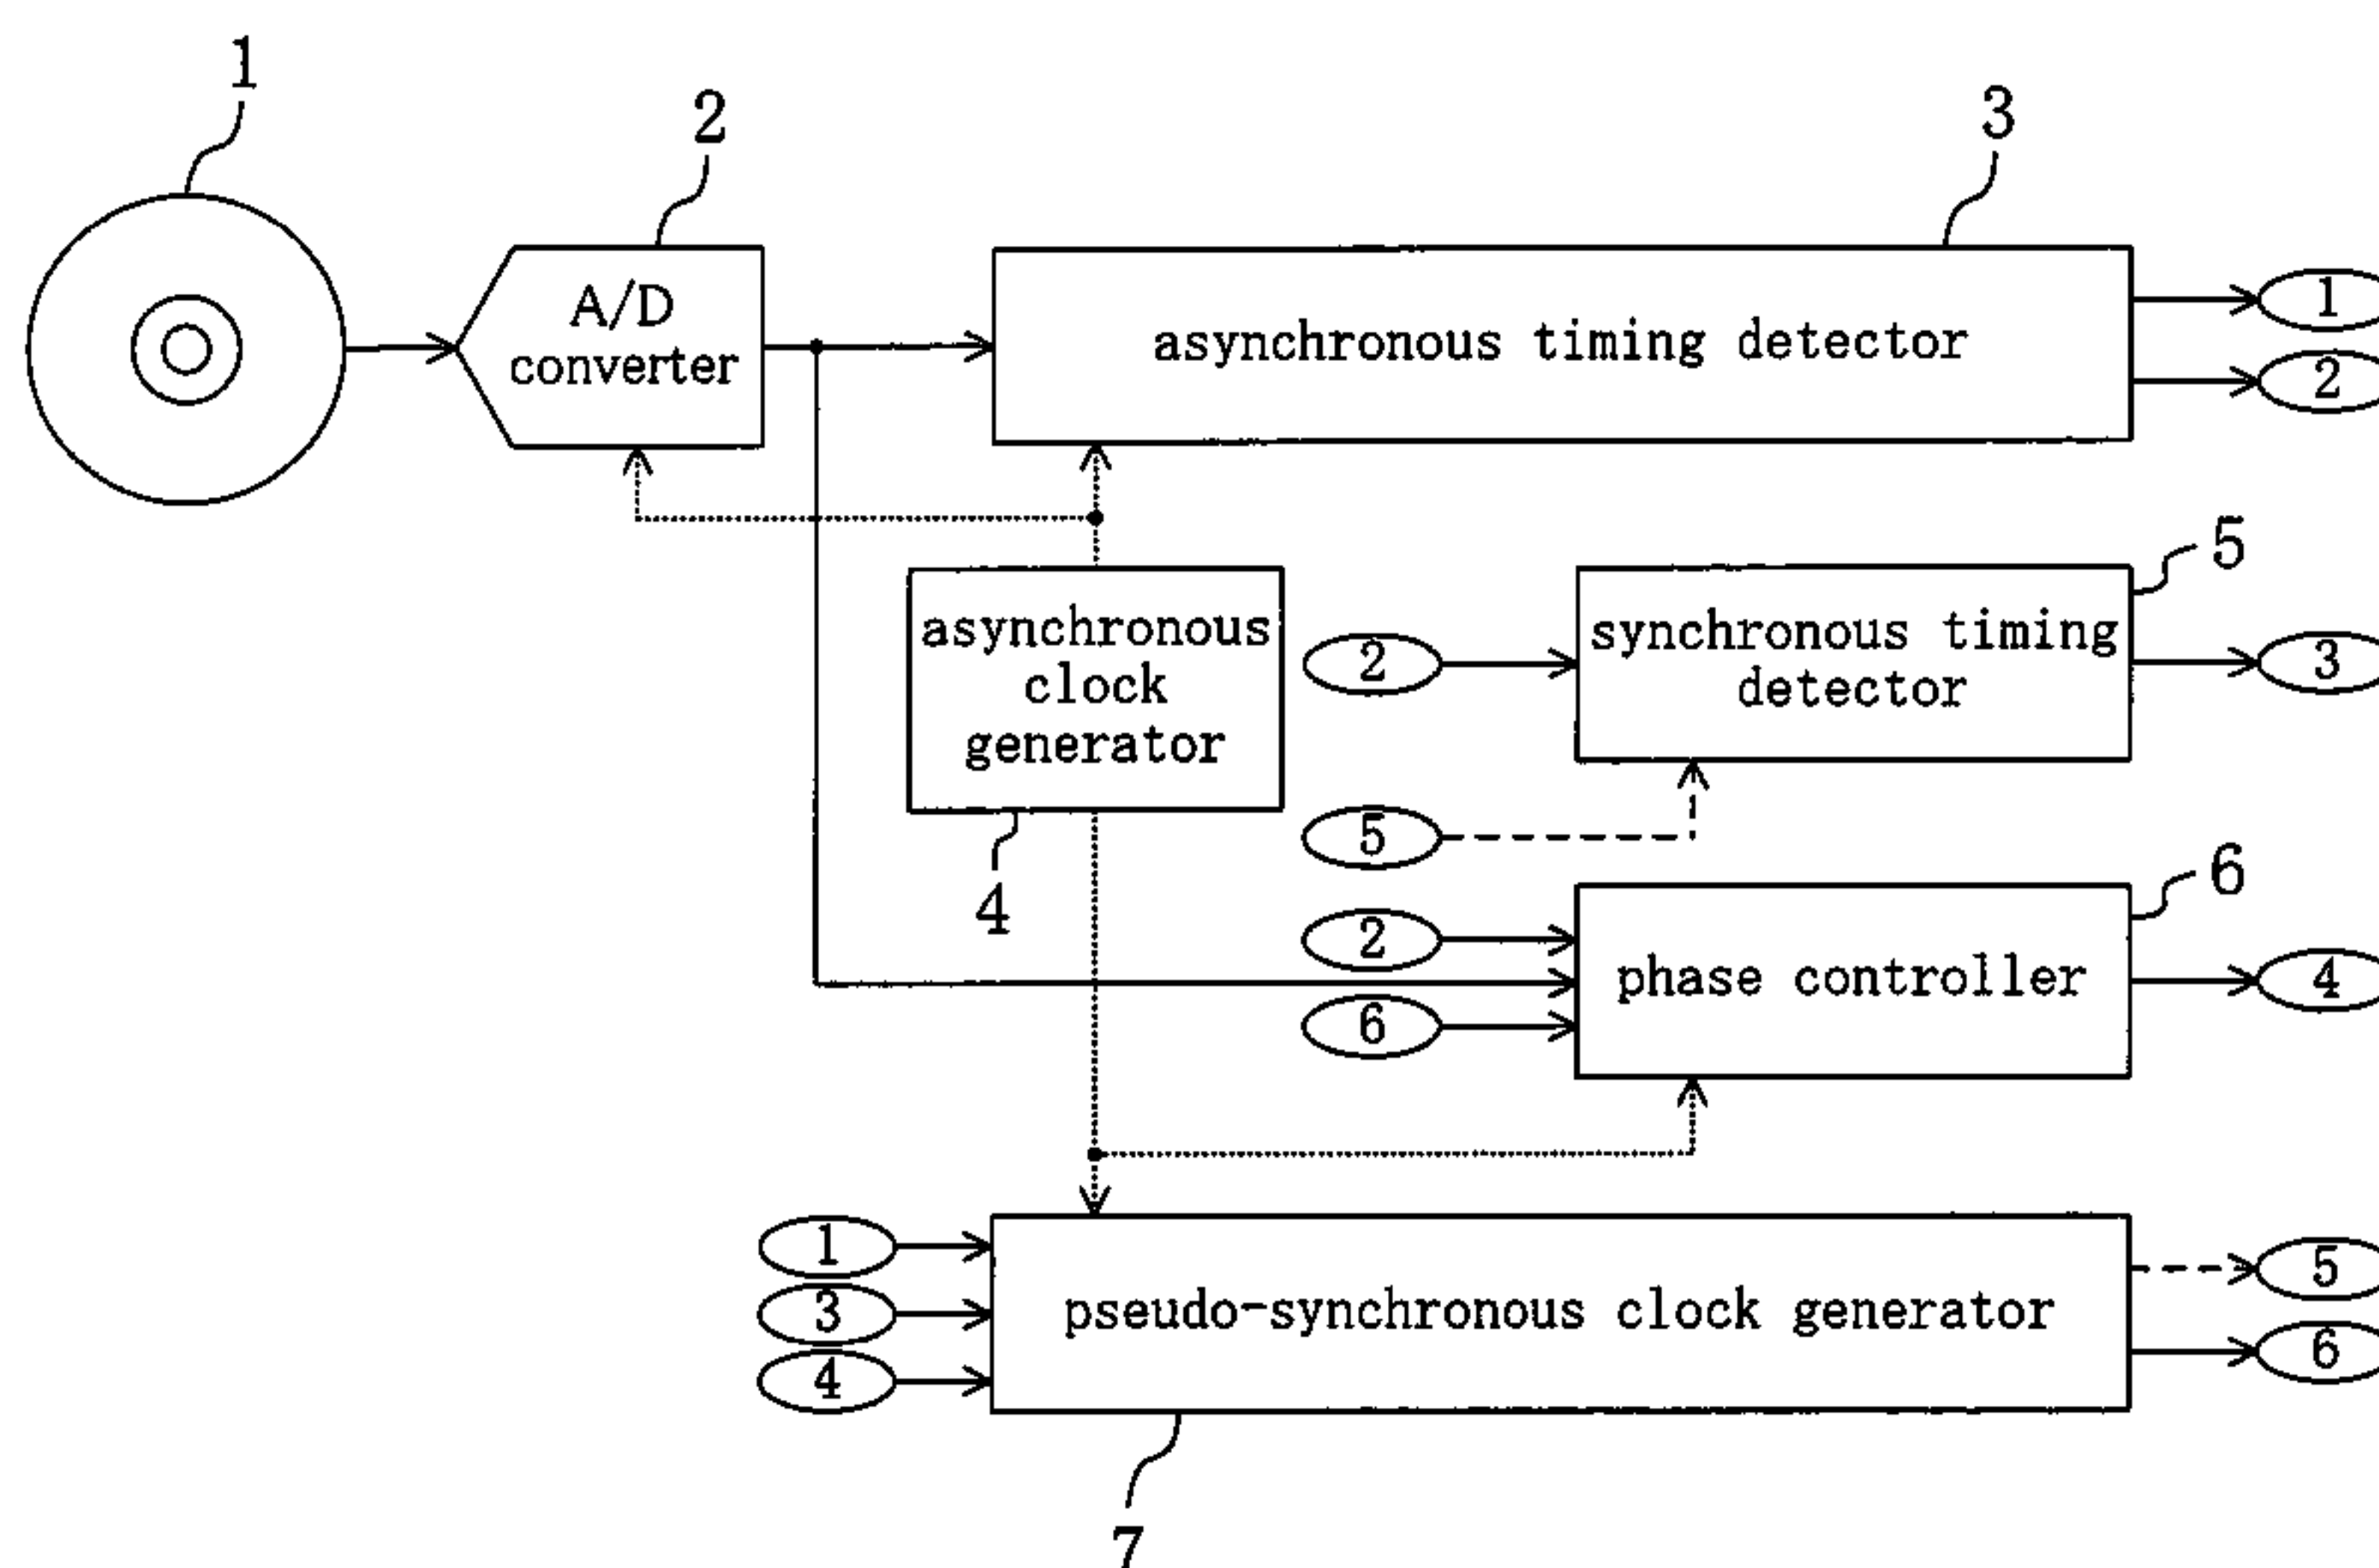 1
2
3
A/D
converter
asynchronous timing detector
1
2
asynchronous
clock
generator
4
5
2
synchronous timing
detector
3
5
6
2
6
phase controller
4
1
3
4
pseudo-synchronous clock generator
5
6
7